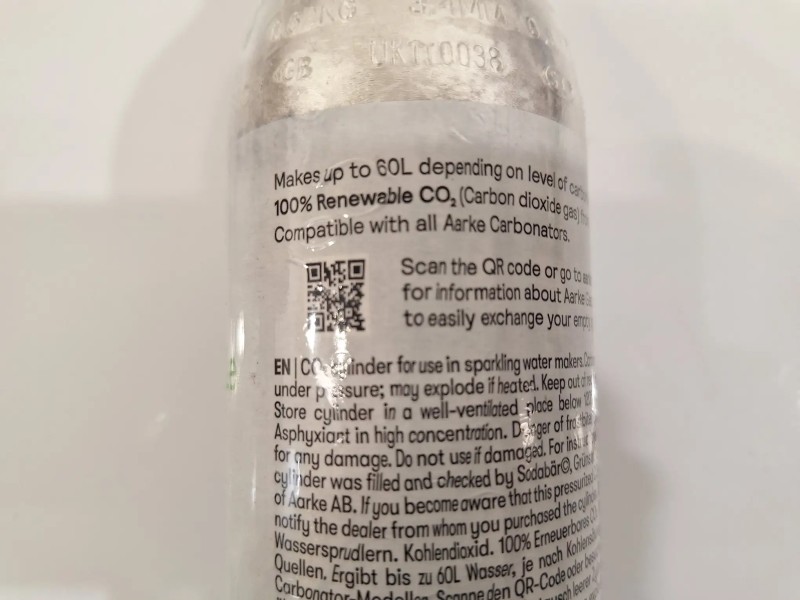 UKTY0038
Makes up to 60L depending on level of
100% Renewable CO₂ (Carbon dioxide gas)
Compatible with all Aarke Carbonators.
Scan the QR code or go to
for information about Aarke
to easily exchange your empty
EN | CO₂ cylinder for use in sparkling water makers.
under pressure; may explode if heated. Keep out of
Store cylinder in a well-ventilated place below
Asphyxiant in high concentration. Danger of
for any damage. Do not use if damaged. For
cylinder was filled and checked by Sodabär©,
of Aarke AB. If you become aware that this pressurized
notify the dealer from whom you purchased the
Wassersprudlern. Kohlendioxid. 100% Erneuerbares
Quellen. Ergibt bis zu 60L Wasser, je nach
Carbonator-Modellen. Scanne den QR-Code oder